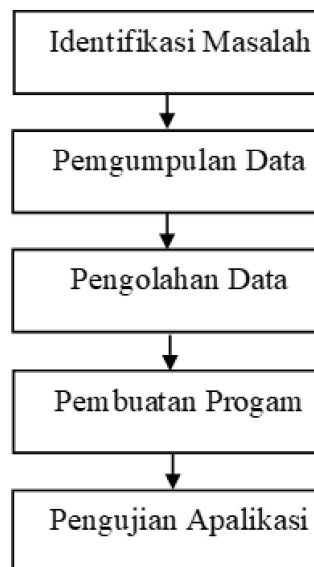 Identifikasi Masalah
Pemgumpulan Data
Pengolahan Data
Pembuatan Progam
Pengujian Apalikasi